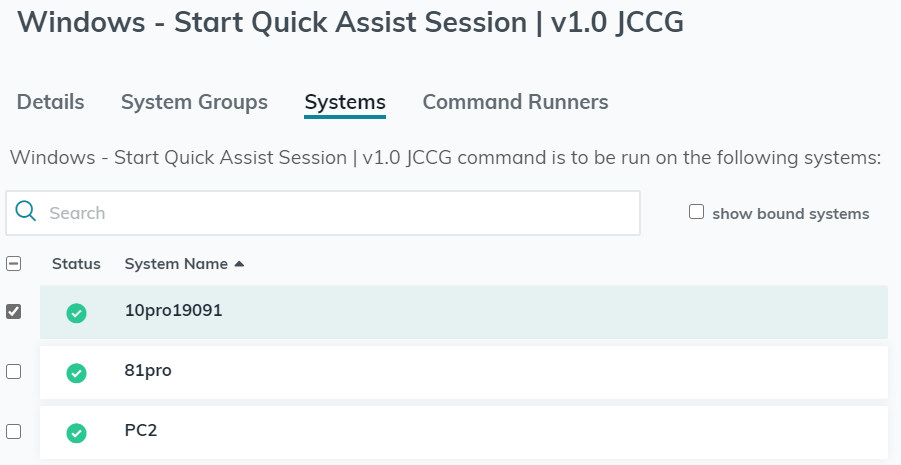 Windows - Start Quick Assist Session | v1.0 JCCG
Details System Groups Systems Command Runners
Windows - Start Quick Assist Session | v1.0 JCCG command is to be run on the following systems:
Search show bound systems
Status System Name
10pro19091
81pro
PC2